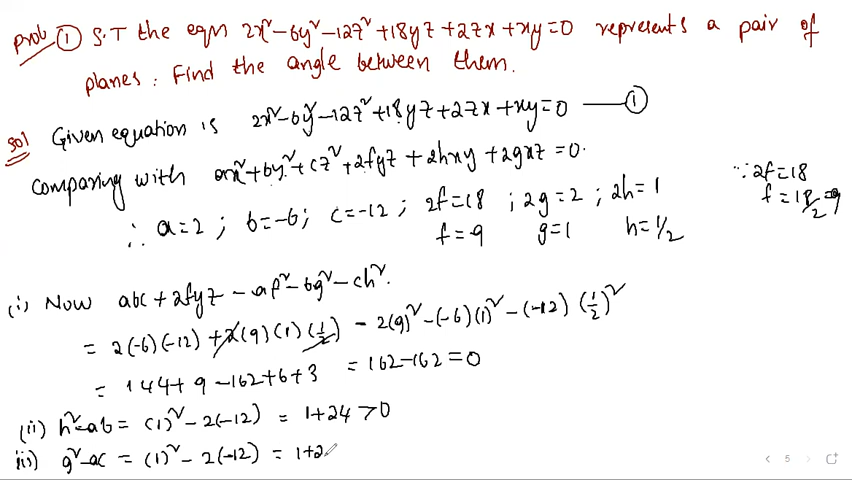 prob ① S.T the eqn 2x²-6y²-12z²+18yz+2zx+xy=0 represents a pair of
planes. Find the angle between them.
Sol Given equation is 2x²-6y²-12z²+18yz+2zx+xy=0 —— ①
Comparing with ax²+by²+cz²+2fyz+2hxy+2gxz=0.
∴ a=2 ; b=-6 ; c=-12 ; 2f=18 ; 2g=2 ; 2h=1
f=9 g=1 h=1/2
∵ 2f=18
f=18/2=9
(i) Now abc+2fyz-af²-bg²-ch².
= 2(-6)(-12)+2(9)(1)(1/2) - 2(9)²-(-6)(1)²-(-12)(1/2)²
= 144+9-162+6+3 = 162-162=0
(ii) h²-ab = (1)²-2(-12) = 1+24 >0
iii) g²-ac = (1)²-2(-12) = 1+2
5